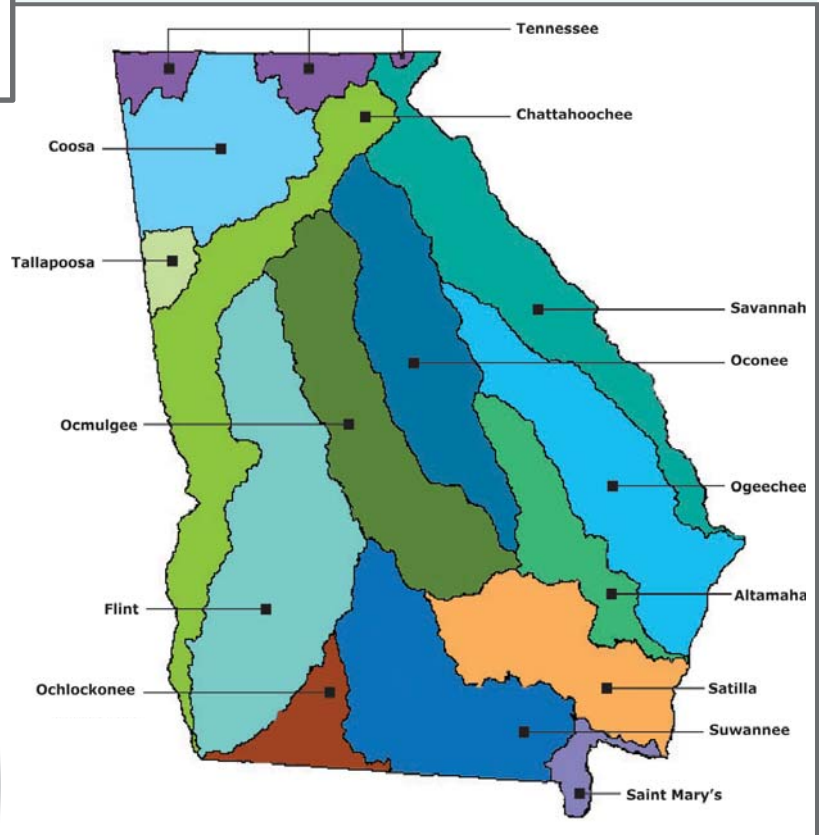 Tennessee
Chattahoochee
Coosa
Tallapoosa
Savannah
Oconee
Ocmulgee
Ogeechee
Altamaha
Flint
Ochlockonee
Satilla
Suwannee
Saint Mary's